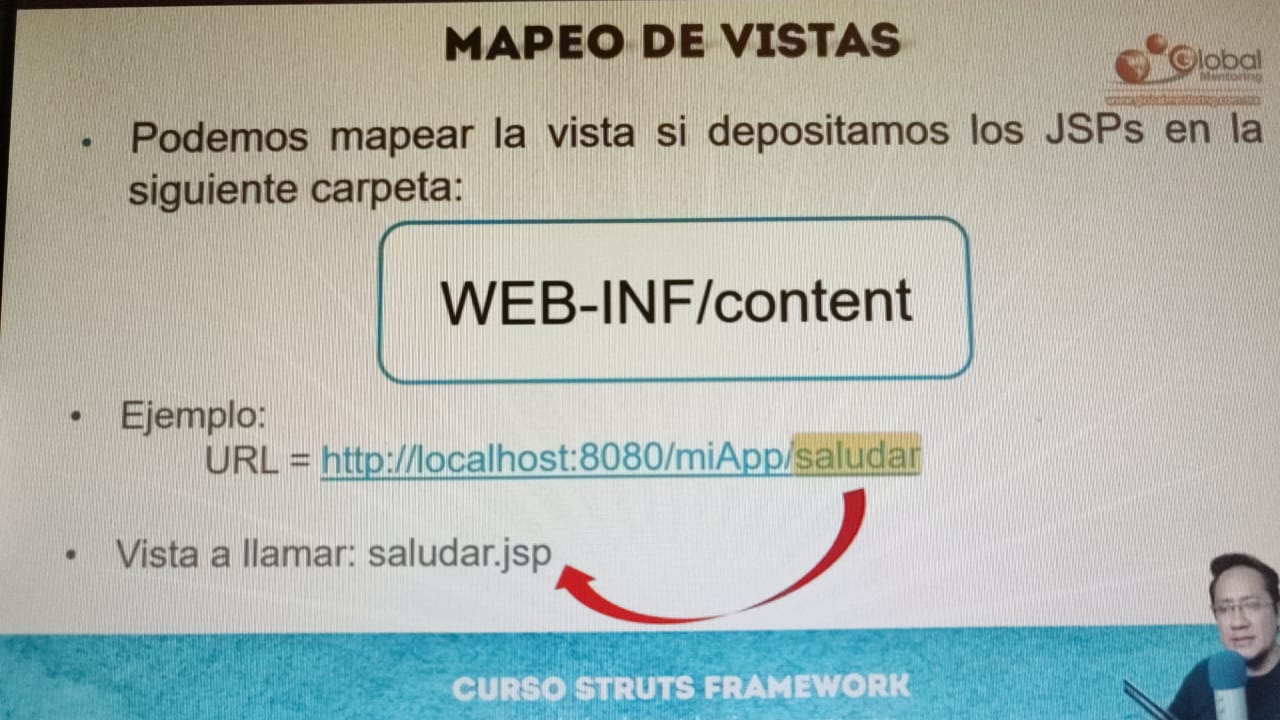 MAPEO DE VISTAS
Global
Mentoring
• Podemos mapear la vista si depositamos los JSPs en la
siguiente carpeta:
WEB-INF/content
• Ejemplo:
URL = http://localhost:8080/miApp/saludar
• Vista a llamar: saludar.jsp
CURSO STRUTS FRAMEWORK